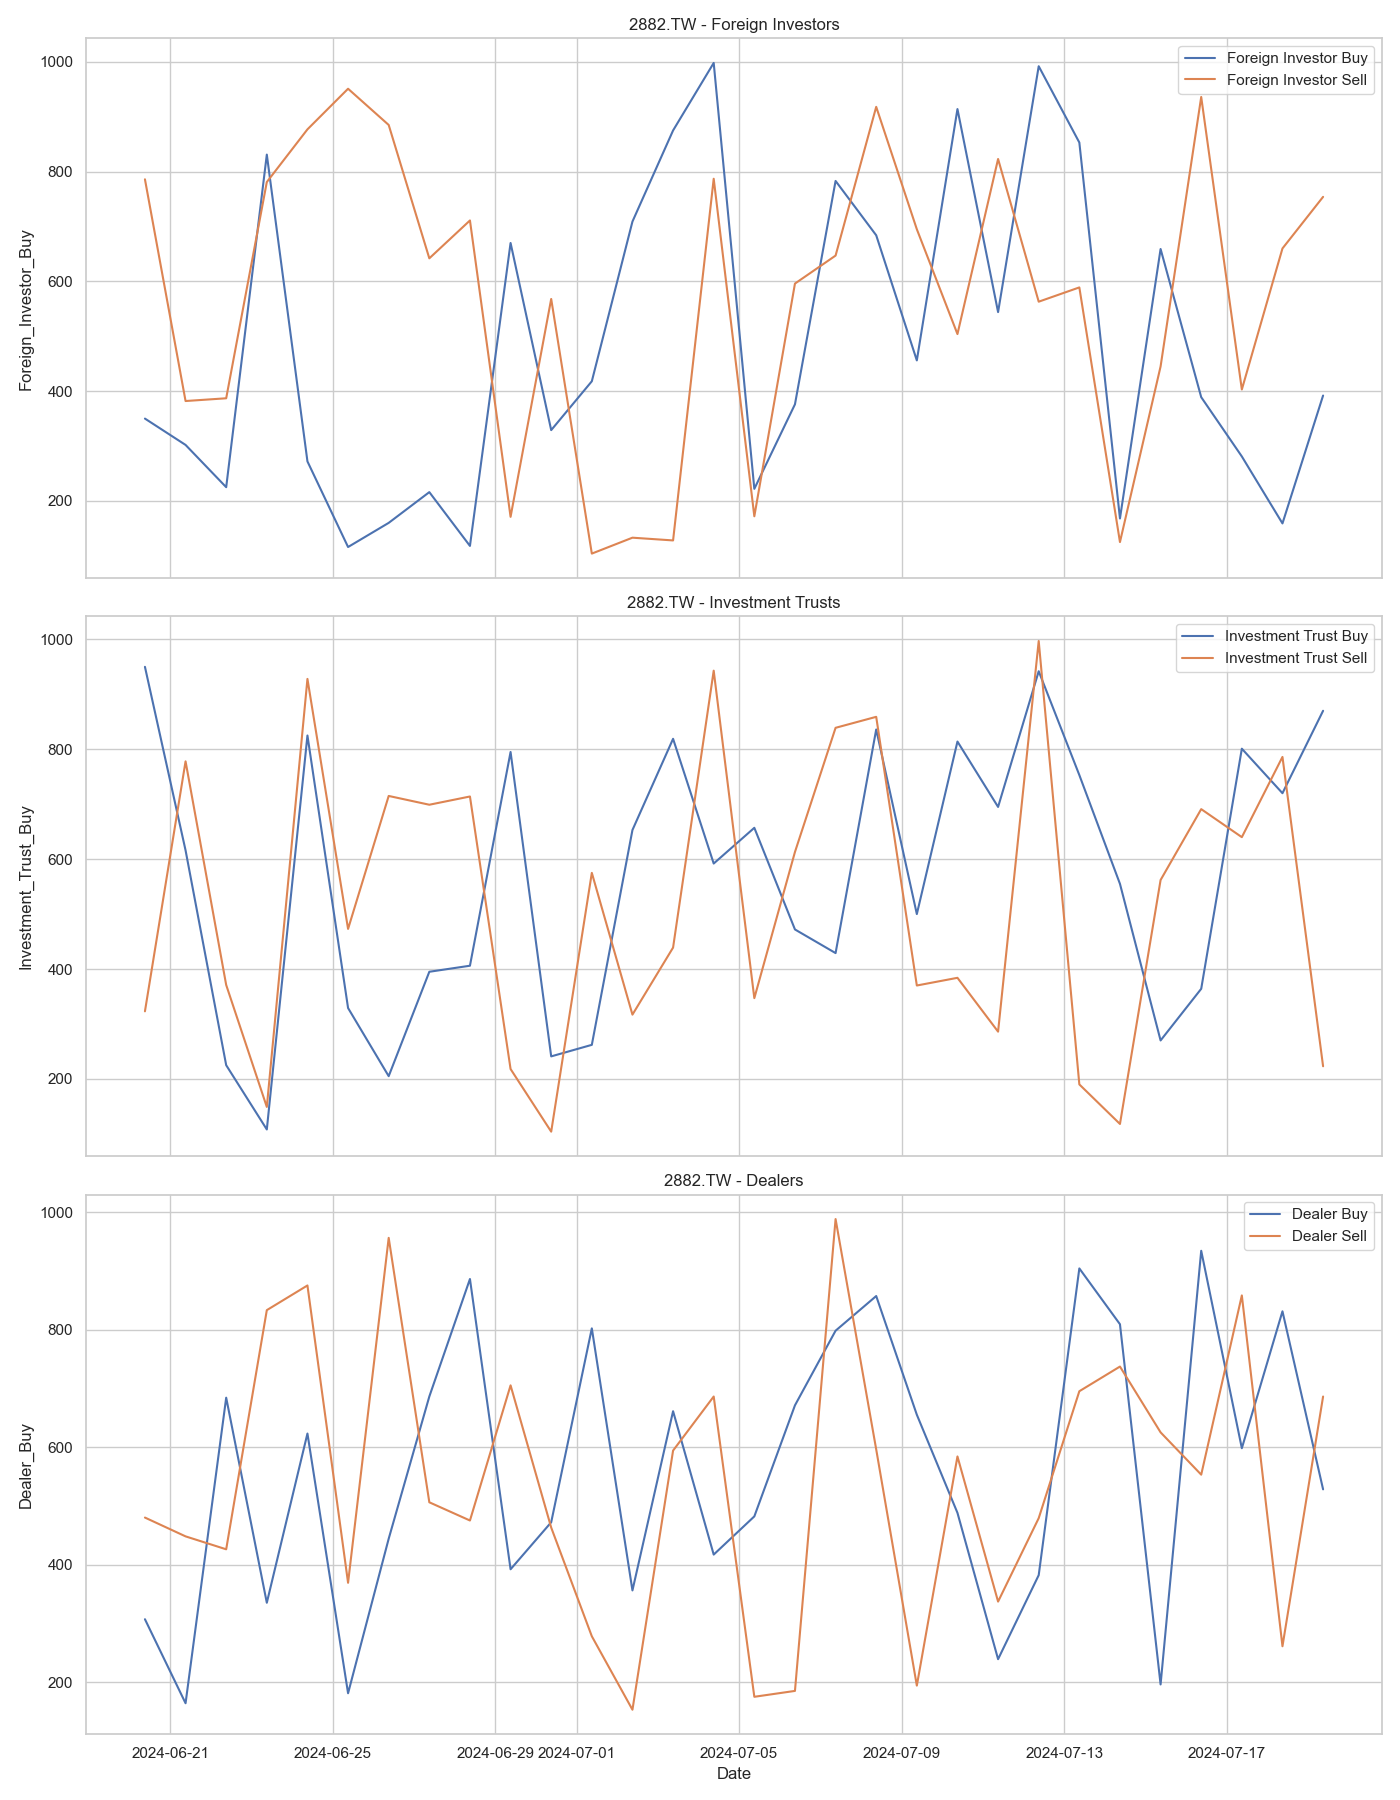 2882.TW - Foreign Investors
Foreign Investor Buy
Foreign Investor Sell
Foreign_Investor_Buy
1000
800
600
400
200
2882.TW - Investment Trusts
Investment Trust Buy
Investment Trust Sell
Investment_Trust_Buy
1000
800
600
400
200
2882.TW - Dealers
Dealer Buy
Dealer Sell
Dealer_Buy
1000
800
600
400
200
2024-06-21 2024-06-25 2024-06-29 2024-07-01 2024-07-05 2024-07-09 2024-07-13 2024-07-17
Date